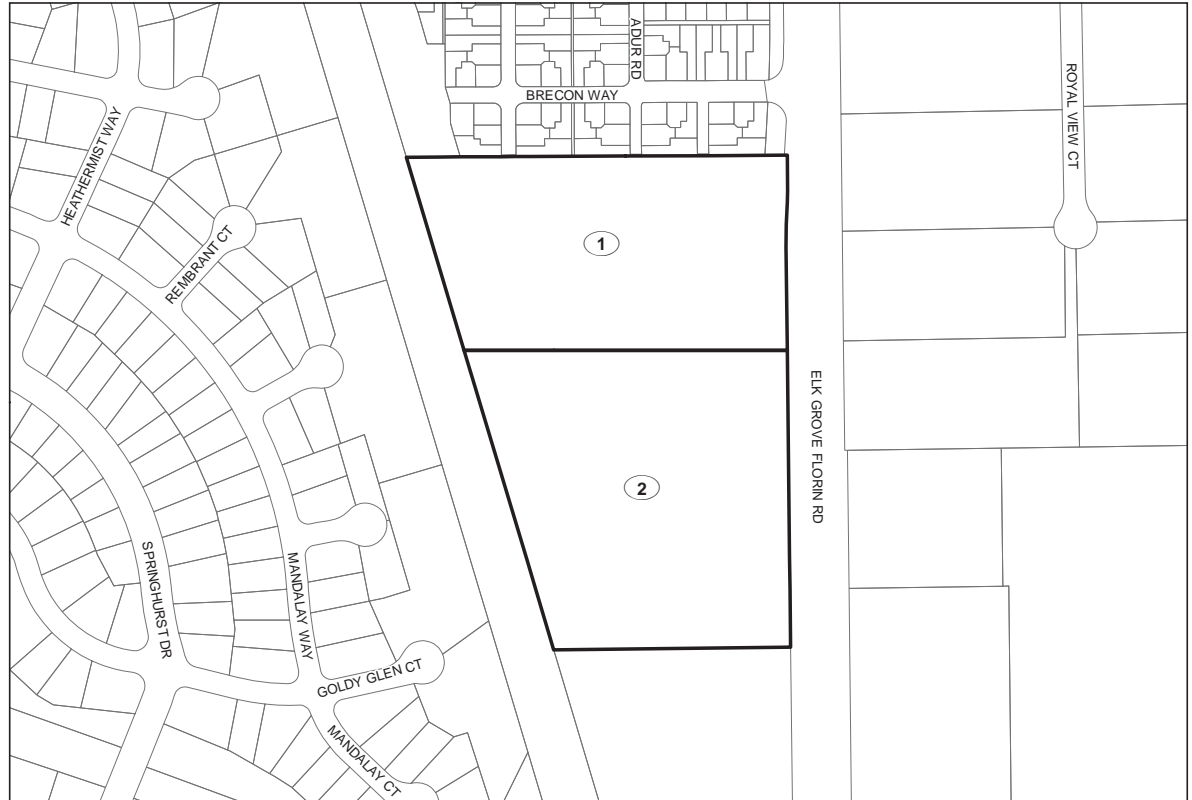 ADUR RD
BRECON WAY
ROYAL VIEW CT
HEATHERMIST WAY
REMBRANT CT
1
ELK GROVE FLORIN RD
2
SPRINGHURST DR
MANDALAY WAY
GOLDY GLEN CT
MANDALAY CT